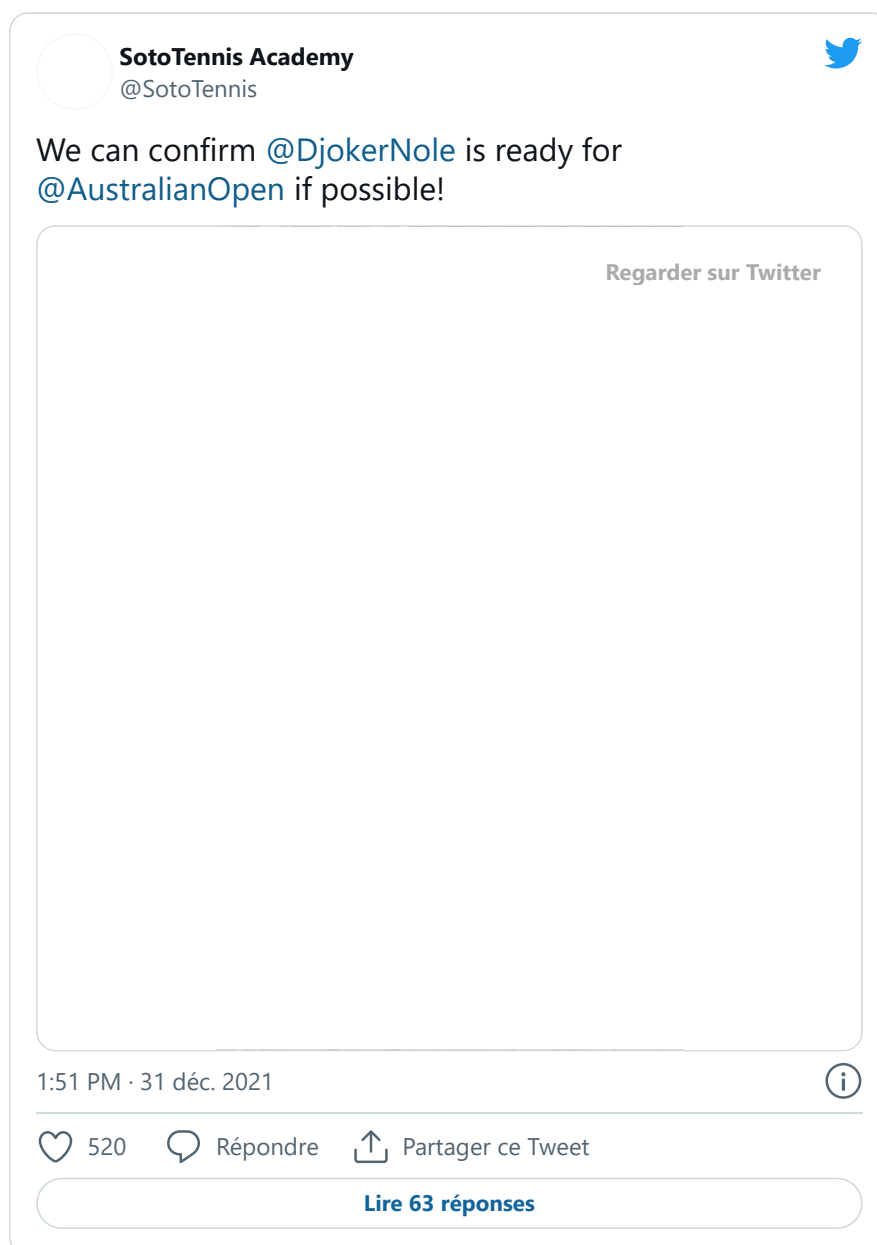 SotoTennis Academy
@SotoTennis
We can confirm @DjokerNole is ready for
@AustralianOpen if possible!
Regarder sur Twitter
1:51 PM · 31 déc. 2021
520 Répondre Partager ce Tweet
Lire 63 réponses